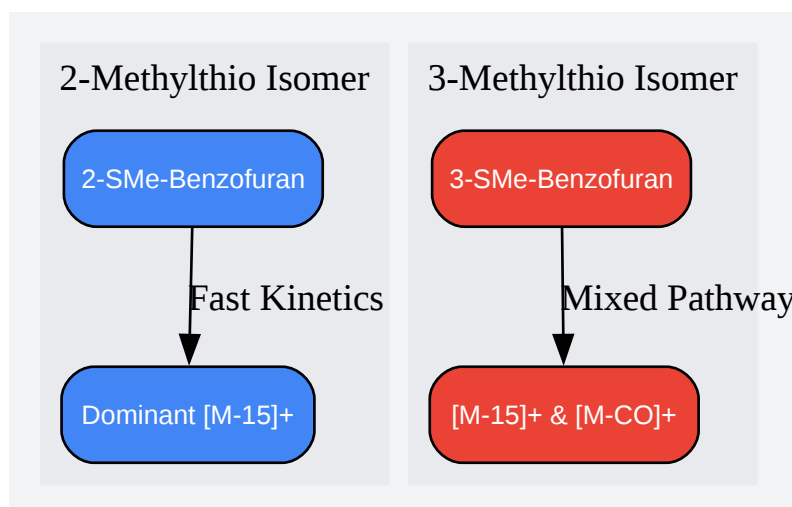 2-Methylthio Isomer
2-SMe-Benzofuran
Fast Kinetics
Dominant [M-15]+
3-Methylthio Isomer
3-SMe-Benzofuran
Mixed Pathway
[M-15]+ & [M-CO]+